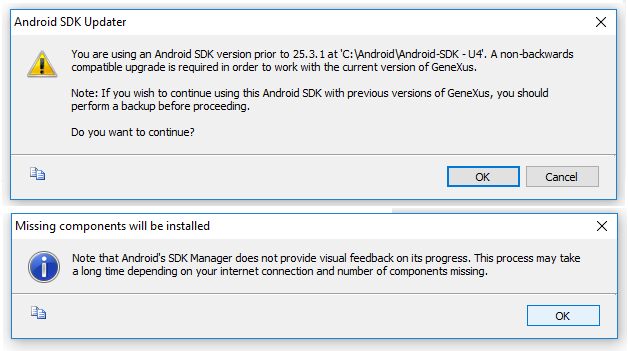 Android SDK Updater
You are using an Android SDK version prior to 25.3.1 at 'C:\Android\Android-SDK - U4'. A non-backwards
compatible upgrade is required in order to work with the current version of GeneXus.
Note: If you wish to continue using this Android SDK with previous versions of GeneXus, you should
perform a backup before proceeding.
Do you want to continue?
OK
Cancel
Missing components will be installed
Note that Android's SDK Manager does not provide visual feedback on its progress. This process may take
a long time depending on your internet connection and number of components missing.
OK